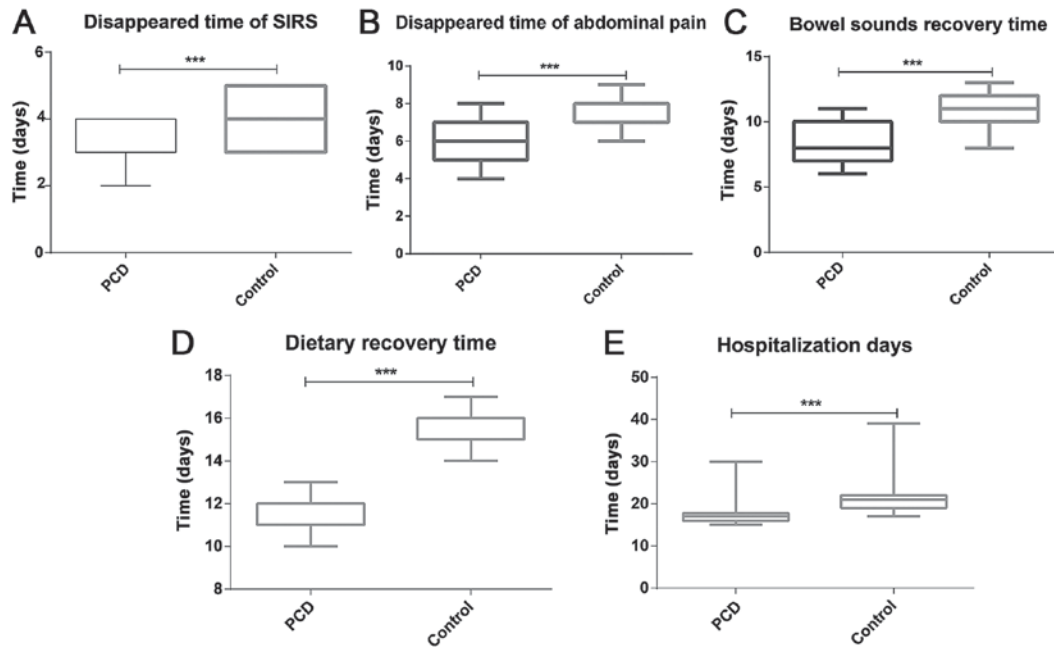 A
Disappeared time of SIRS
Time (days)
6
4
2
0
***
PCD
Control
B
Disappeared time of abdominal pain
Time (days)
10
8
6
4
2
0
***
PCD
Control
C
Bowel sounds recovery time
Time (days)
15
10
5
0
***
PCD
Control
D
Dietary recovery time
Time (days)
18
16
14
12
10
8
***
PCD
Control
E
Hospitalization days
Time (days)
50
40
30
20
10
0
***
PCD
Control